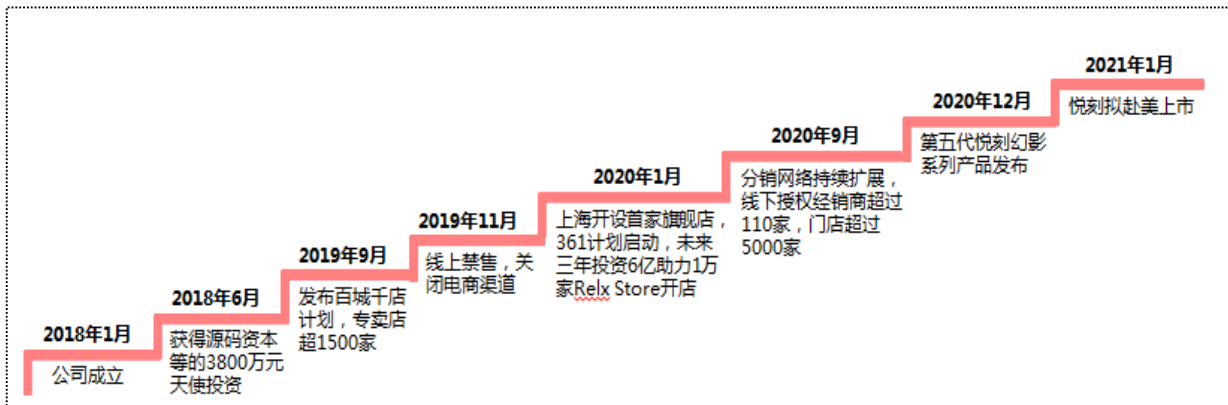 2018年1月
公司成立
2018年6月
获得源码资本
等的3800万元
天使投资
2019年9月
发布百城千店
计划，专卖店
超1500家
2019年11月
线上禁售，关
闭电商渠道
2020年1月
上海开设首家旗舰店，
361计划启动，未来
三年投资6亿助力1万
家Relx Store开店
2020年9月
分销网络持续扩展，
线下授权经销商超过
110家，门店超过
5000家
2020年12月
第五代悦刻幻影
系列产品发布
2021年1月
悦刻拟赴美上市